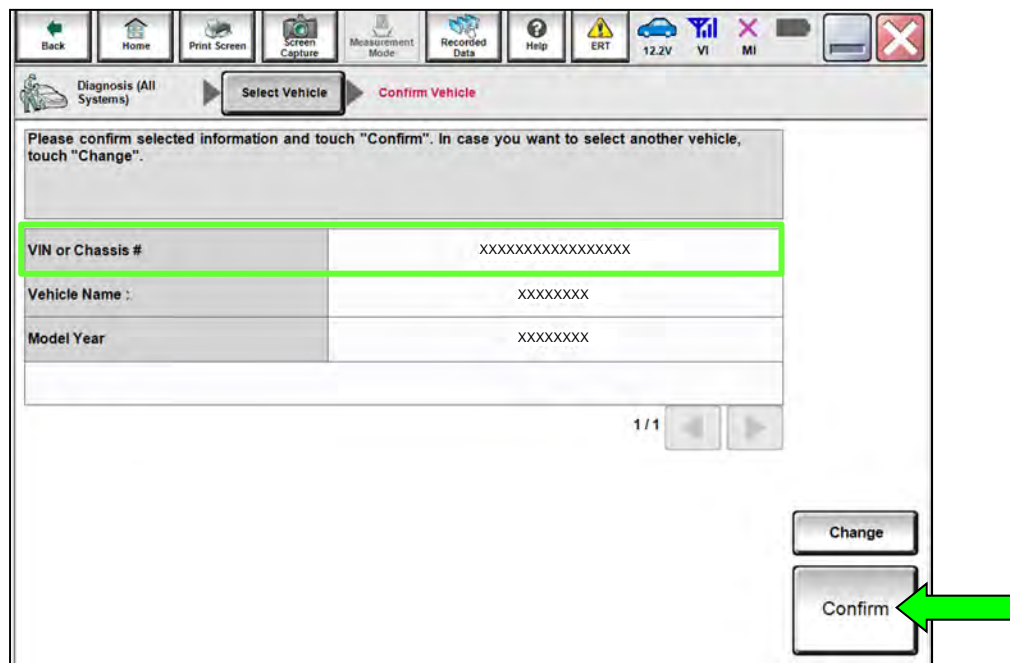 Back
Home
Print Screen
Screen
Capture
Measurement
Mode
Recorded
Data
Help
ERT
12.2V
VI
MI
Diagnosis (All
Systems)
Select Vehicle
Confirm Vehicle
Please confirm selected information and touch "Confirm". In case you want to select another vehicle,
touch "Change".
VIN or Chassis #
XXXXXXXXXXXXXXXXX
Vehicle Name :
XXXXXXXX
Model Year
XXXXXXXX
1 / 1
Change
Confirm